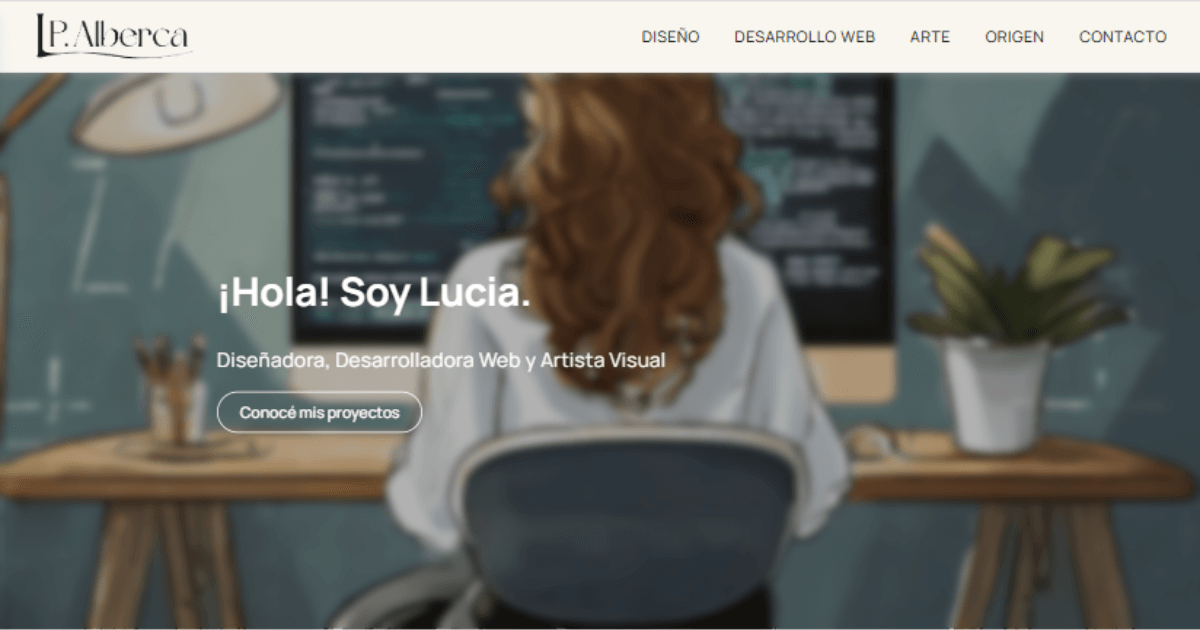 LP. Alberca
DISEÑO DESARROLLO WEB ARTE ORIGEN CONTACTO
¡Hola! Soy Lucia.
Diseñadora, Desarrolladora Web y Artista Visual
Conocé mis proyectos